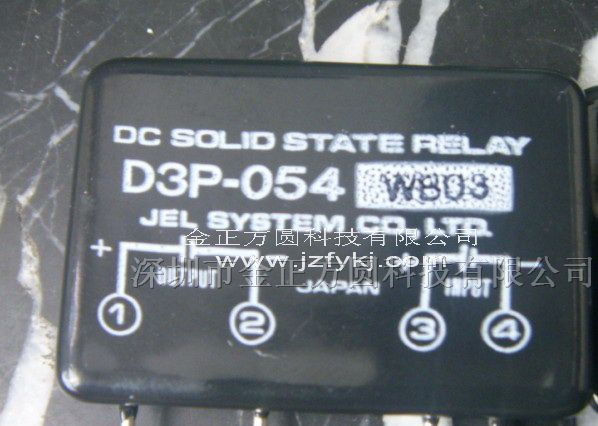 DC SOLID STATE RELAY
D3P-054 WB03
JEL SYSTEM CO., LTD.
金正方圆科技有限公司
+ www.jzfykj.com -
深圳市金正方圆科技有限公司
OUTPUT JAPAN INPUT
1 2 3 4